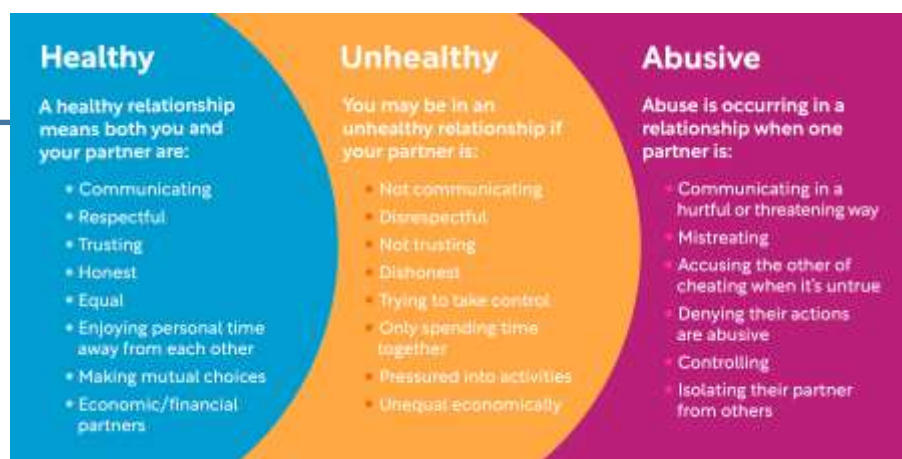 Healthy
A healthy relationship
means both you and
your partner are:
• Communicating
• Respectful
• Trusting
• Honest
• Equal
• Enjoying personal time
away from each other
• Making mutual choices
• Economic/financial
partners
Unhealthy
You may be in an
unhealthy relationship if
your partner is:
• Not communicating
• Disrespectful
• Not trusting
• Dishonest
• Trying to take control
• Only spending time
together
• Pressured into activities
• Unequal economically
Abusive
Abuse is occurring in a
relationship when one
partner is:
• Communicating in a
hurtful or threatening way
• Mistreating
• Accusing the other of
cheating when it's untrue
• Denying their actions
are abusive
• Controlling
• Isolating their partner
from others